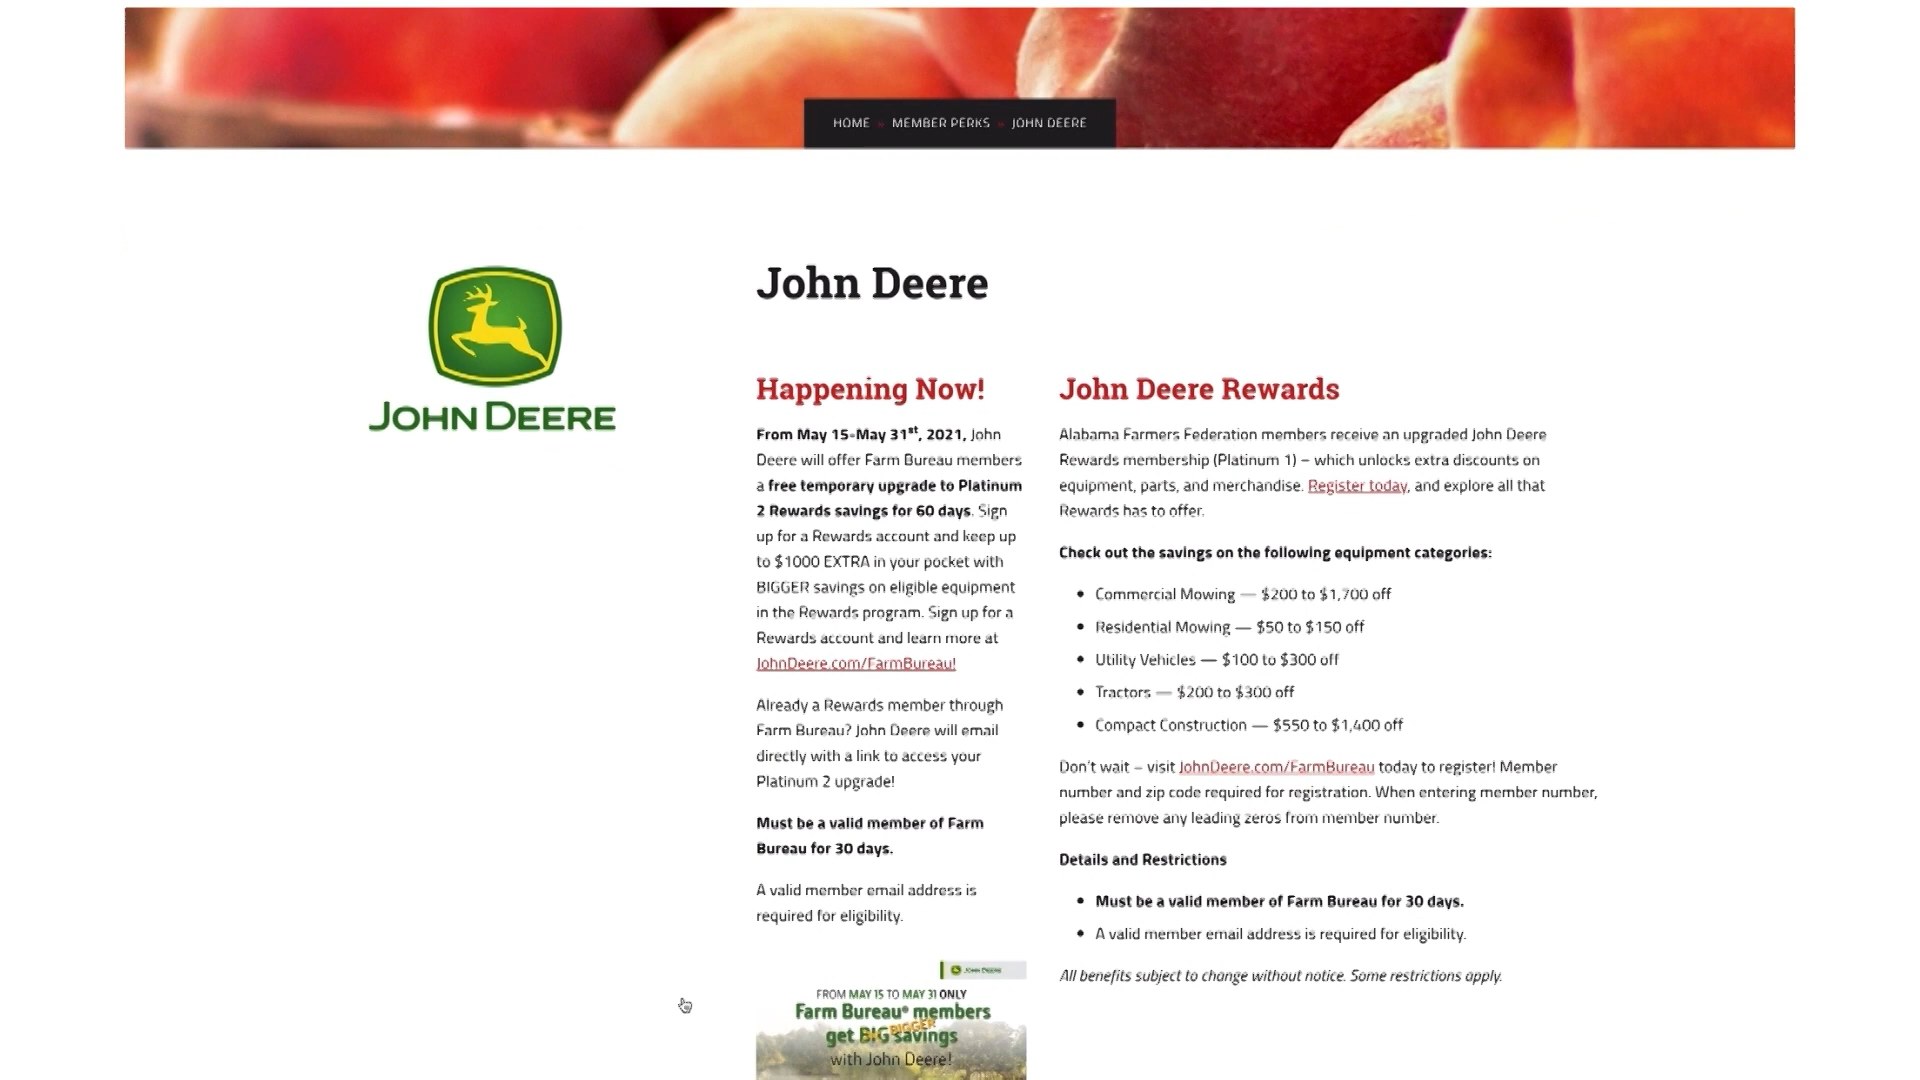 HOME » MEMBER PERKS » JOHN DEERE
JOHN DEERE
John Deere
Happening Now!
From May 15-May 31st, 2021, John
Deere will offer Farm Bureau members
a free temporary upgrade to Platinum
2 Rewards savings for 60 days. Sign
up for a Rewards account and keep up
to $1000 EXTRA in your pocket with
BIGGER savings on eligible equipment
in the Rewards program. Sign up for a
Rewards account and learn more at
JohnDeere.com/FarmBureau!
Already a Rewards member through
Farm Bureau? John Deere will email
directly with a link to access your
Platinum 2 upgrade!
Must be a valid member of Farm
Bureau for 30 days.
A valid member email address is
required for eligibility.
JOHN DEERE
FROM MAY 15 TO MAY 31 ONLY
Farm Bureau® members
get BIG BIGGER savings
with John Deere!
John Deere Rewards
Alabama Farmers Federation members receive an upgraded John Deere
Rewards membership (Platinum 1) – which unlocks extra discounts on
equipment, parts, and merchandise. Register today, and explore all that
Rewards has to offer.
Check out the savings on the following equipment categories:
• Commercial Mowing — $200 to $1,700 off
• Residential Mowing — $50 to $150 off
• Utility Vehicles — $100 to $300 off
• Tractors — $200 to $300 off
• Compact Construction — $550 to $1,400 off
Don't wait – visit JohnDeere.com/FarmBureau today to register! Member
number and zip code required for registration. When entering member number,
please remove any leading zeros from member number.
Details and Restrictions
• Must be a valid member of Farm Bureau for 30 days.
• A valid member email address is required for eligibility.
All benefits subject to change without notice. Some restrictions apply.